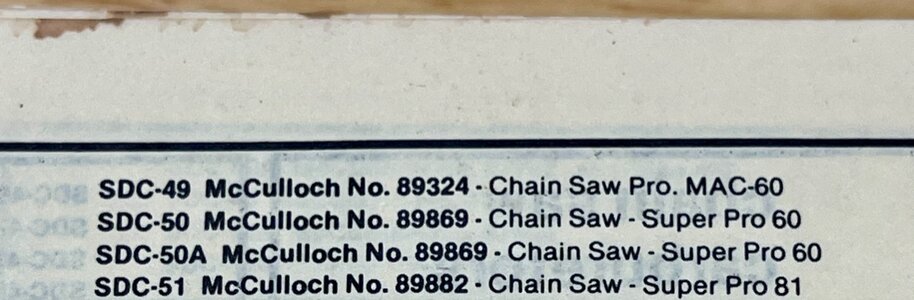 SDC-49 McCulloch No. 89324 - Chain Saw Pro. MAC-60
SDC-50 McCulloch No. 89869 - Chain Saw - Super Pro 60
SDC-50A McCulloch No. 89869 - Chain Saw - Super Pro 60
SDC-51 McCulloch No. 89882 - Chain Saw - Super Pro 81